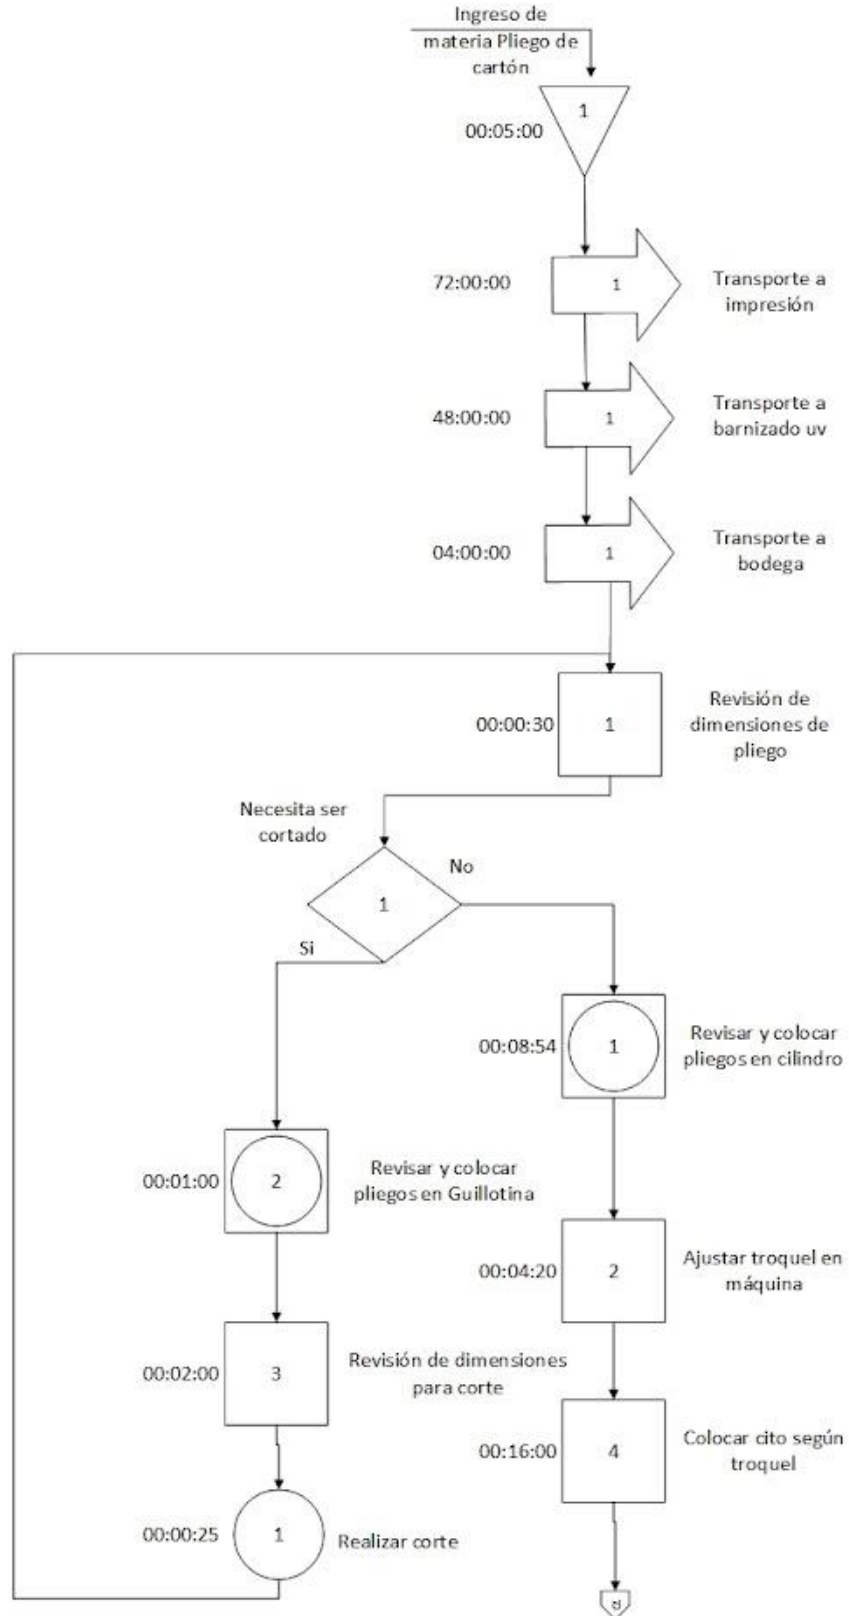 Ingreso de
materia Pliego de
cartón
1
00:05:00
72:00:00
1
Transporte a
impresión
48:00:00
1
Transporte a
barnizado uv
04:00:00
1
Transporte a
bodega
00:00:30
1
Revisión de
dimensiones de
pliego
Necesita ser
cortado
1
No
Si
00:08:54
1
Revisar y colocar
pliegos en cilindro
00:01:00
2
Revisar y colocar
pliegos en Guillotina
00:04:20
2
Ajustar troquel en
máquina
00:02:00
3
Revisión de dimensiones
para corte
00:16:00
4
Colocar cito según
troquel
00:00:25
1
Realizar corte